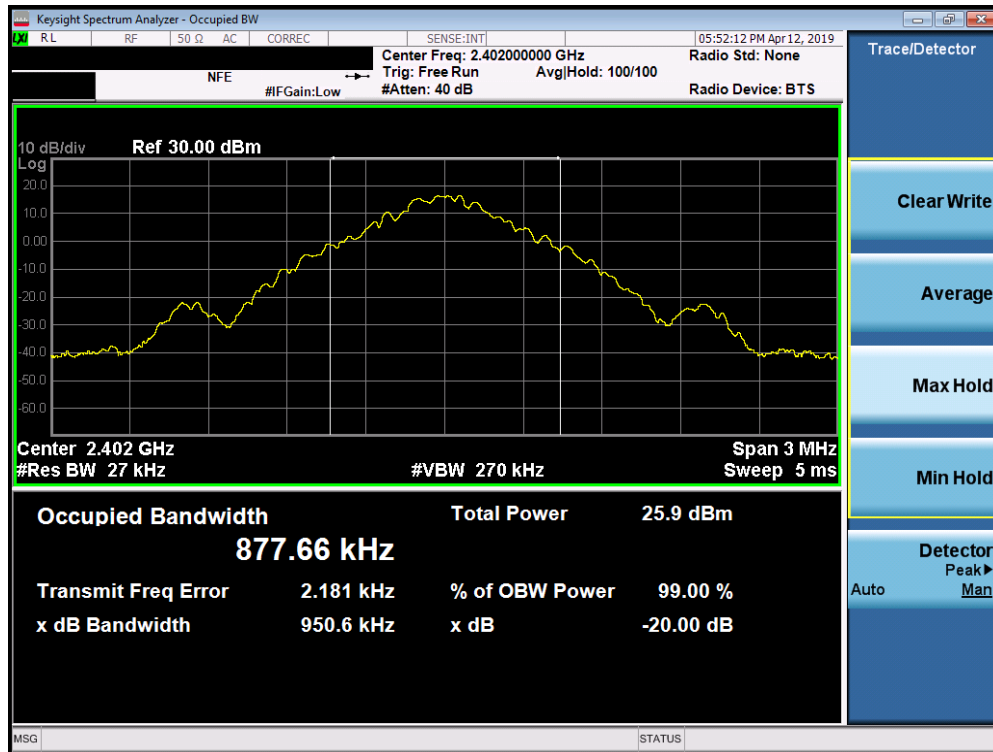 Keysight Spectrum Analyzer - Occupied BW
LXI RL RF 50 Ω AC CORREC SENSE:INT 05:52:12 PM Apr 12, 2019
Center Freq: 2.402000000 GHz Radio Std: None
NFE Trig: Free Run Avg|Hold: 100/100
#IFGain:Low #Atten: 40 dB Radio Device: BTS
10 dB/div Ref 30.00 dBm
Log
20.0
10.0
0.00
-10.0
-20.0
-30.0
-40.0
-50.0
-60.0
Center 2.402 GHz Span 3 MHz
#Res BW 27 kHz #VBW 270 kHz Sweep 5 ms
Occupied Bandwidth Total Power 25.9 dBm
877.66 kHz
Transmit Freq Error 2.181 kHz % of OBW Power 99.00 %
x dB Bandwidth 950.6 kHz x dB -20.00 dB
MSG STATUS
Trace/Detector
Clear Write
Average
Max Hold
Min Hold
Detector
Peak▶
Auto Man